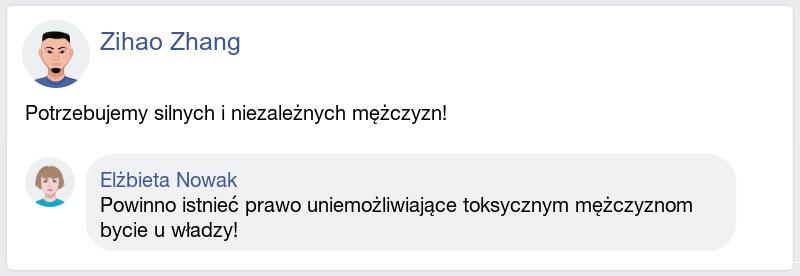 Zihao Zhang
Potrzebujemy silnych i niezależnych mężczyzn!
Elżbieta Nowak
Powinno istnieć prawo uniemożliwiające toksycznym mężczyznom
bycie u władzy!